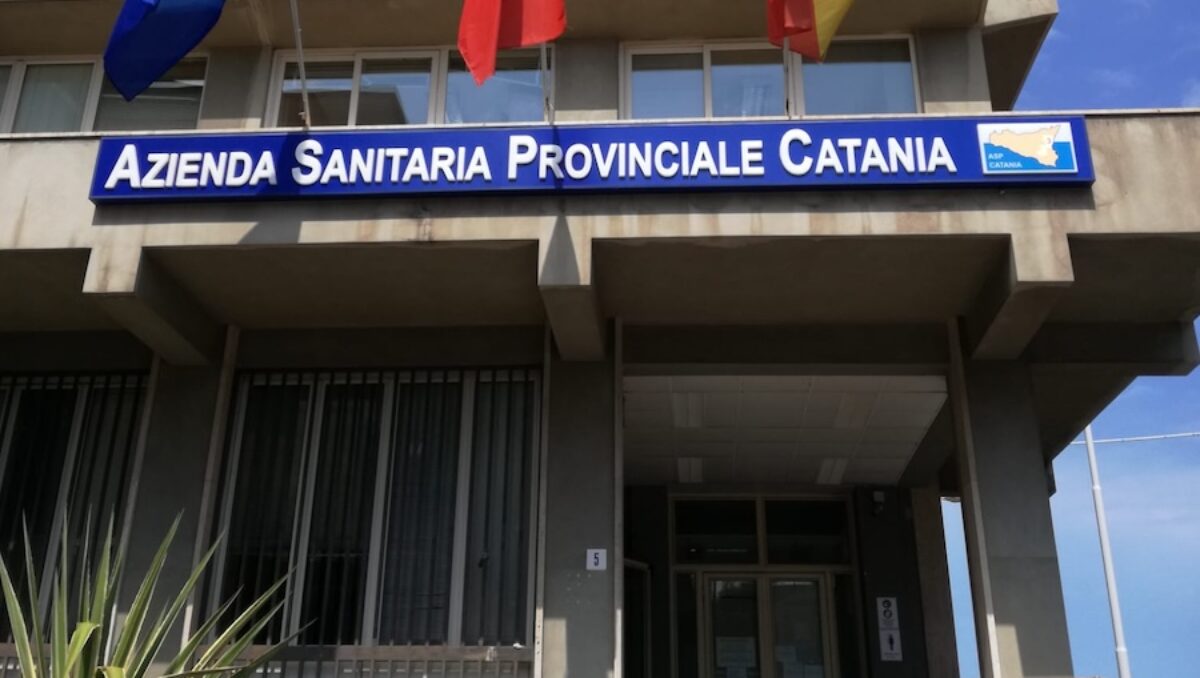 AZIENDA SANITARIA PROVINCIALE CATANIA
ASP
CATANIA
5